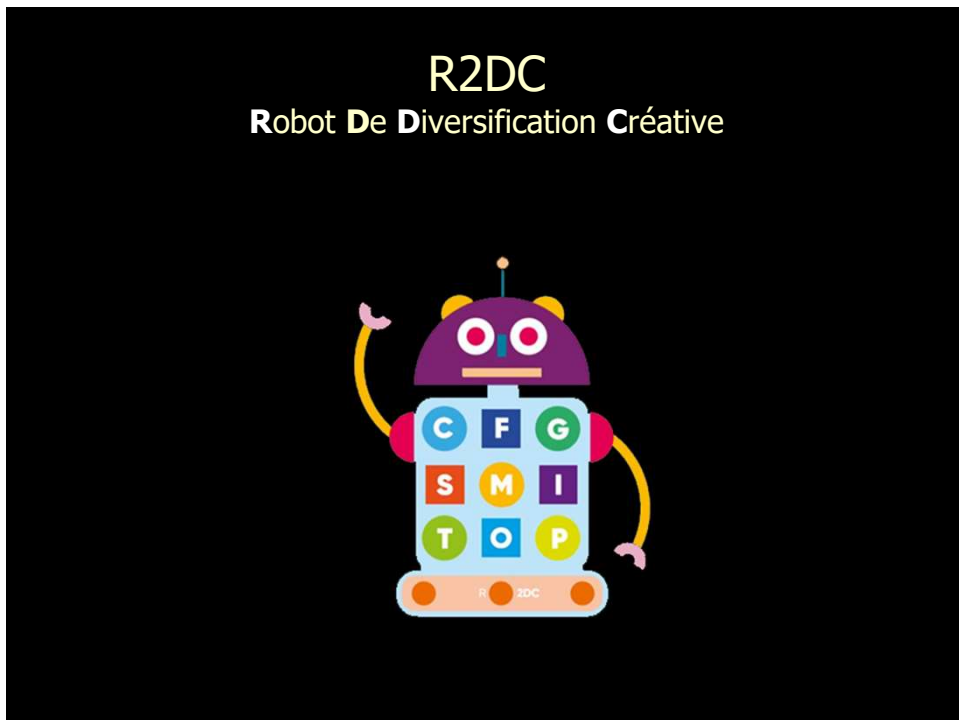 R2DC
Robot De Diversification Créative
C F G
S M I
T O P
R 2DC